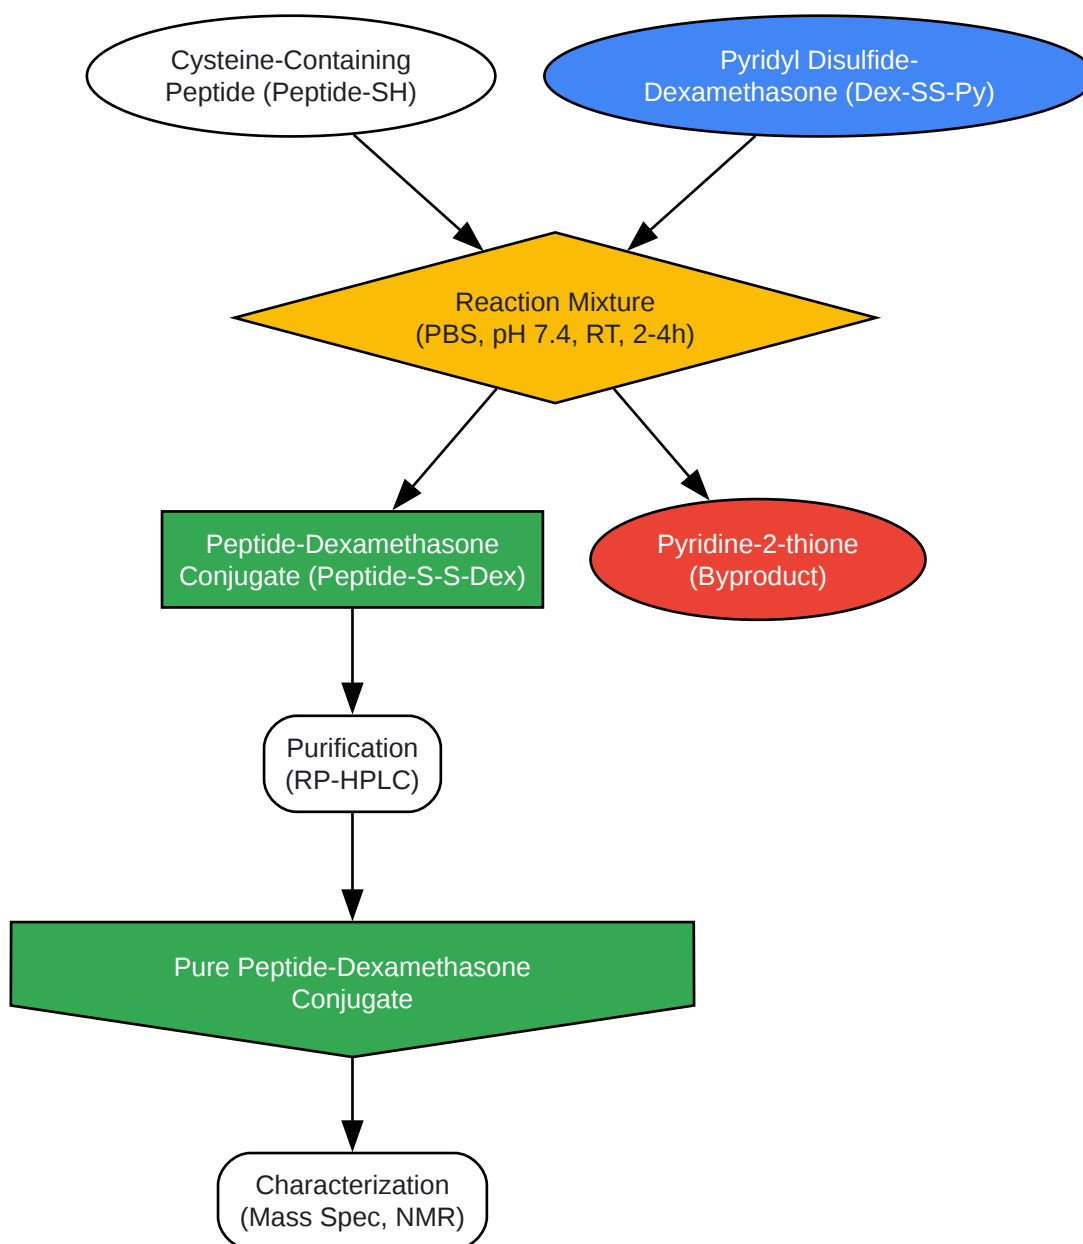 Cysteine-Containing
Peptide (Peptide-SH)
Pyridyl Disulfide-
Dexamethasone (Dex-SS-Py)
Reaction Mixture
(PBS, pH 7.4, RT, 2-4h)
Peptide-Dexamethasone
Conjugate (Peptide-S-S-Dex)
Pyridine-2-thione
(Byproduct)
Purification
(RP-HPLC)
Pure Peptide-Dexamethasone
Conjugate
Characterization
(Mass Spec, NMR)